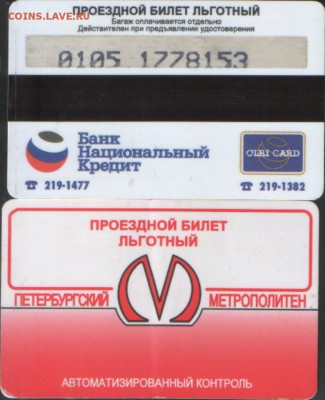 COINS.LAVE.RU
ПРОЕЗДНОЙ БИЛЕТ ЛЬГОТНЫЙ
Багаж оплачивается отдельно
Действителен при предъявлении удостоверения
0105 1778153
Банк
Национальный
Кредит
OLBI CARD
☎ 219-1477
☎ 219-1382
ПРОЕЗДНОЙ БИЛЕТ
ЛЬГОТНЫЙ
ПЕТЕРБУРГСКИЙ МЕТРОПОЛИТЕН
АВТОМАТИЗИРОВАННЫЙ КОНТРОЛЬ